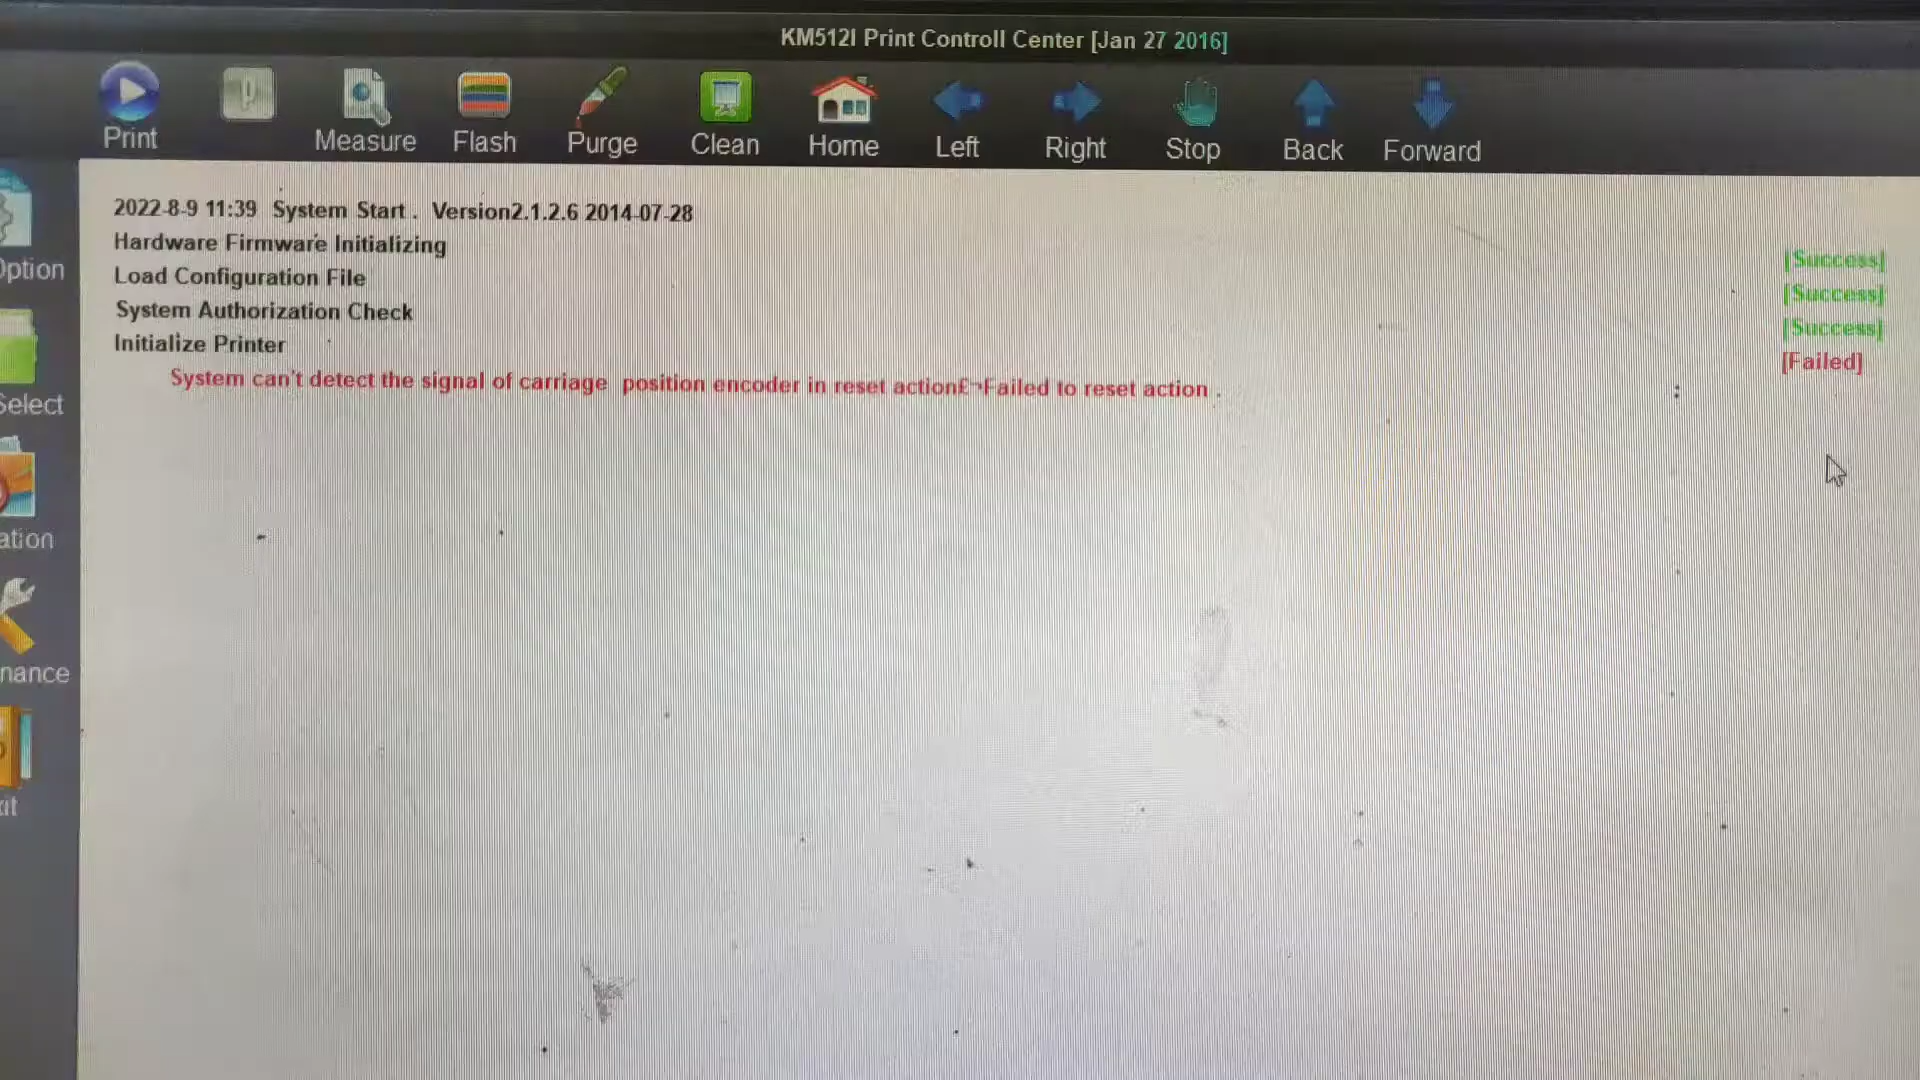 KM512I Print Controll Center [Jan 27 2016]
Print
p
Measure
Flash
Purge
Clean
Home
Left
Right
Stop
Back
Forward
Option
Select
ation
nance
xit
2022-8-9 11:39 System Start . Version2.1.2.6 2014-07-28
Hardware Firmware Initializing [Success]
Load Configuration File [Success]
System Authorization Check [Success]
Initialize Printer [Failed]
System can't detect the signal of carriage position encoder in reset action£¬Failed to reset action .